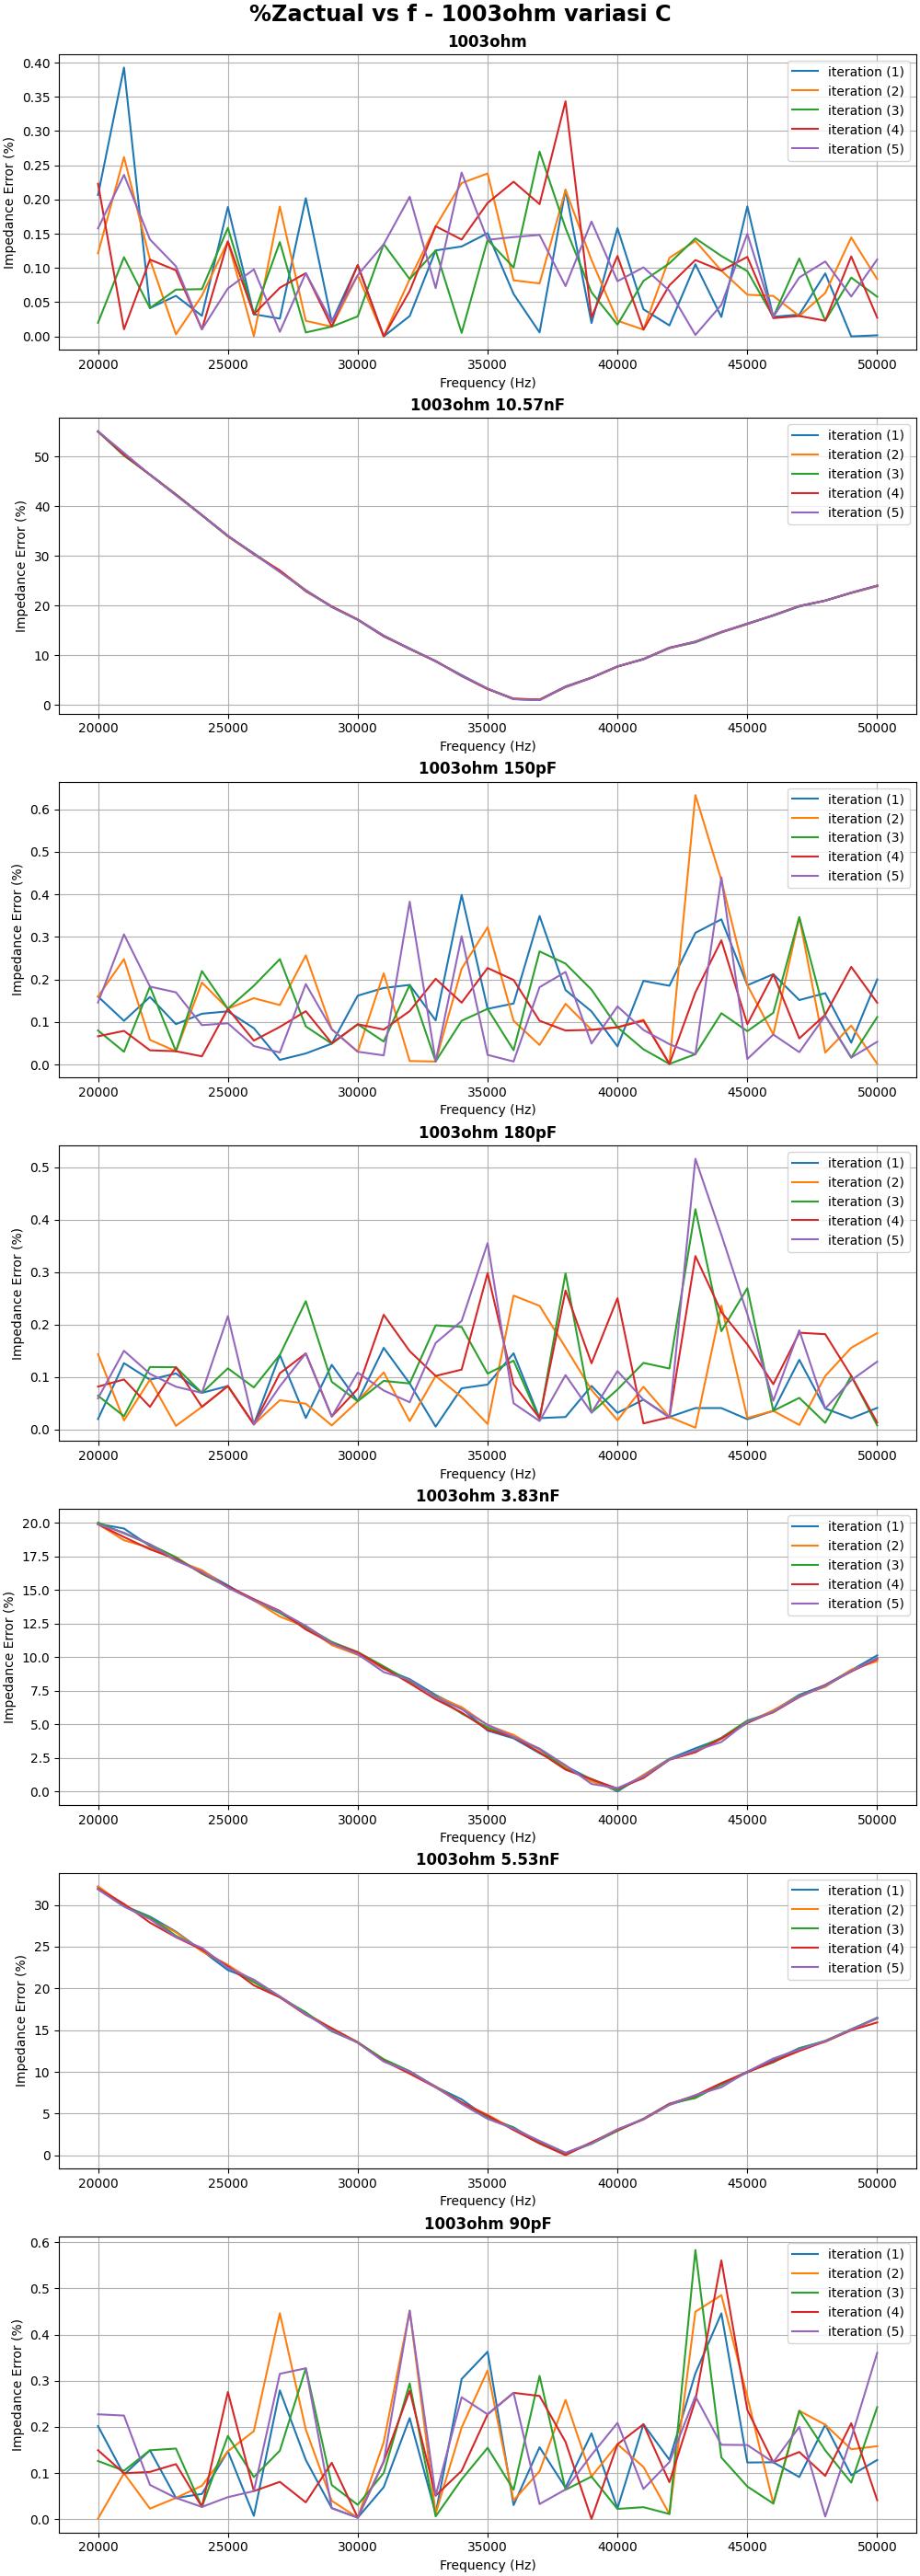 %Zactual vs f - 1003ohm variasi C
1003ohm
Impedance Error (%)
0.40
0.35
0.30
0.25
0.20
0.15
0.10
0.05
0.00
iteration (1)
iteration (2)
iteration (3)
iteration (4)
iteration (5)
20000 25000 30000 35000 40000 45000 50000
Frequency (Hz)
1003ohm 10.57nF
Impedance Error (%)
50
40
30
20
10
0
iteration (1)
iteration (2)
iteration (3)
iteration (4)
iteration (5)
20000 25000 30000 35000 40000 45000 50000
Frequency (Hz)
1003ohm 150pF
Impedance Error (%)
0.6
0.5
0.4
0.3
0.2
0.1
0.0
iteration (1)
iteration (2)
iteration (3)
iteration (4)
iteration (5)
20000 25000 30000 35000 40000 45000 50000
Frequency (Hz)
1003ohm 180pF
Impedance Error (%)
0.5
0.4
0.3
0.2
0.1
0.0
iteration (1)
iteration (2)
iteration (3)
iteration (4)
iteration (5)
20000 25000 30000 35000 40000 45000 50000
Frequency (Hz)
1003ohm 3.83nF
Impedance Error (%)
20.0
17.5
15.0
12.5
10.0
7.5
5.0
2.5
0.0
iteration (1)
iteration (2)
iteration (3)
iteration (4)
iteration (5)
20000 25000 30000 35000 40000 45000 50000
Frequency (Hz)
1003ohm 5.53nF
Impedance Error (%)
30
25
20
15
10
5
0
iteration (1)
iteration (2)
iteration (3)
iteration (4)
iteration (5)
20000 25000 30000 35000 40000 45000 50000
Frequency (Hz)
1003ohm 90pF
Impedance Error (%)
0.6
0.5
0.4
0.3
0.2
0.1
0.0
iteration (1)
iteration (2)
iteration (3)
iteration (4)
iteration (5)
20000 25000 30000 35000 40000 45000 50000
Frequency (Hz)